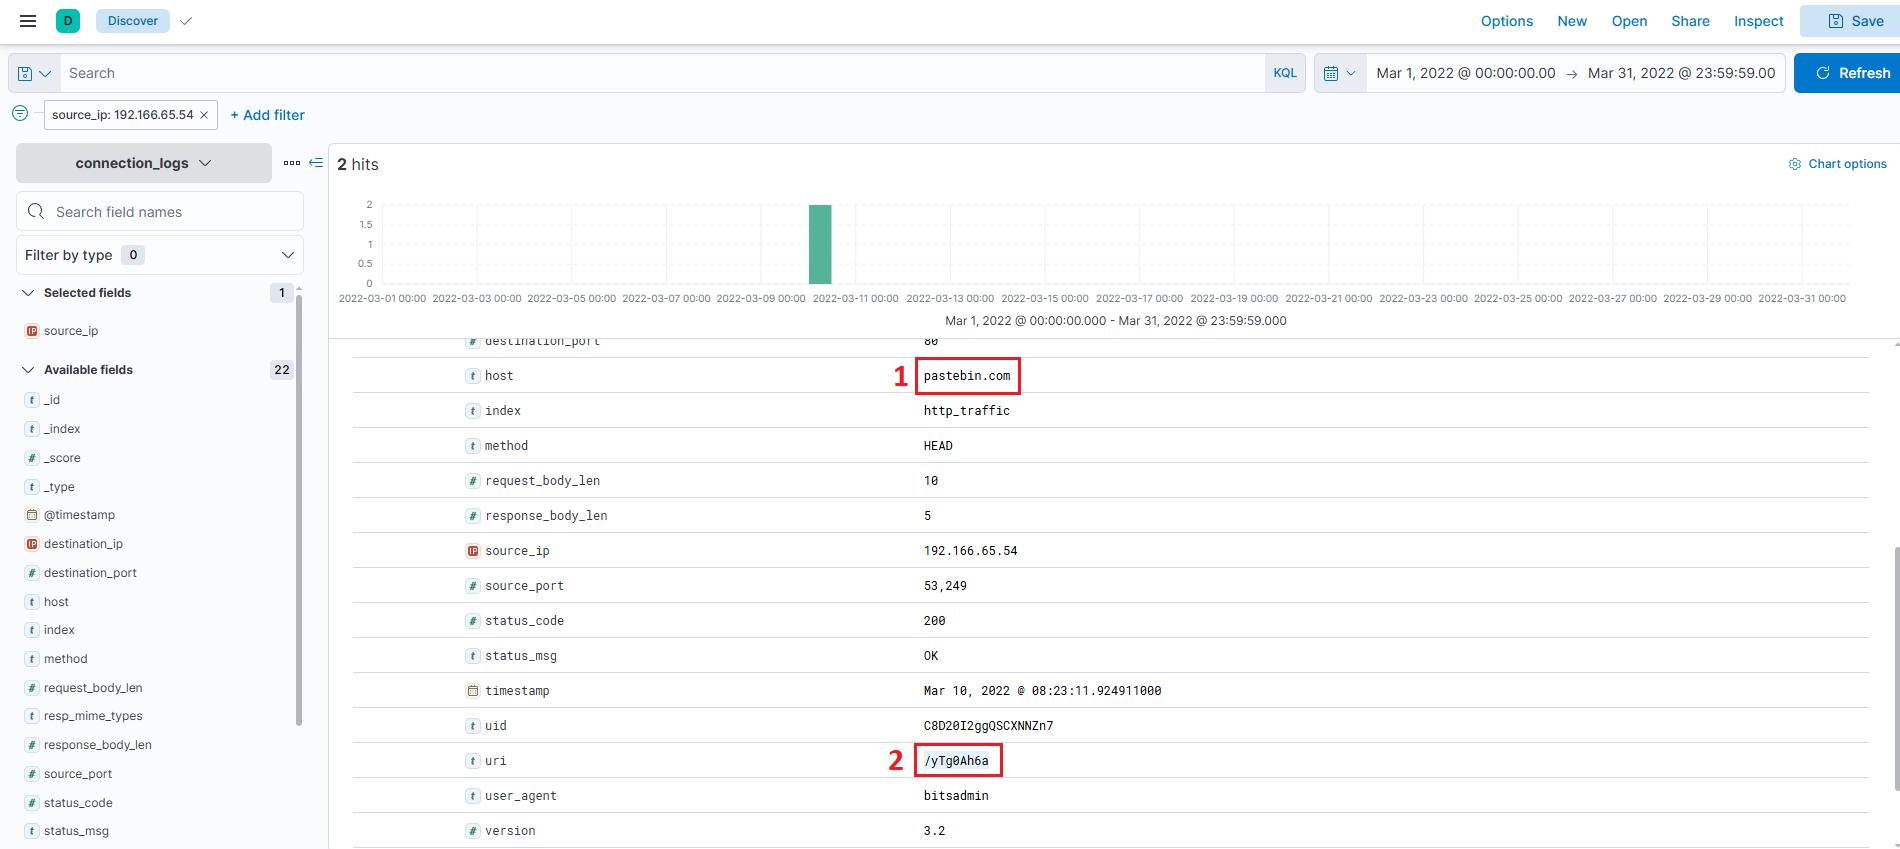 D Discover Options New Open Share Inspect Save
Search KQL Mar 1, 2022 @ 00:00:00.00 → Mar 31, 2022 @ 23:59:59.00 Refresh
source_ip: 192.166.65.54 × + Add filter
connection_logs
Search field names
Filter by type 0
Selected fields 1
source_ip
Available fields 22
_id
_index
_score
_type
@timestamp
destination_ip
destination_port
host
index
method
request_body_len
resp_mime_types
response_body_len
source_port
status_code
status_msg
2 hits Chart options
2
1.5
1
0.5
0
2022-03-01 00:00 2022-03-03 00:00 2022-03-05 00:00 2022-03-07 00:00 2022-03-09 00:00 2022-03-11 00:00 2022-03-13 00:00 2022-03-15 00:00 2022-03-17 00:00 2022-03-19 00:00 2022-03-21 00:00 2022-03-23 00:00 2022-03-25 00:00 2022-03-27 00:00 2022-03-29 00:00 2022-03-31 00:00
Mar 1, 2022 @ 00:00:00.000 - Mar 31, 2022 @ 23:59:59.000
# destination_port 80
t host 1 pastebin.com
t index http_traffic
t method HEAD
# request_body_len 10
# response_body_len 5
IP source_ip 192.166.65.54
# source_port 53,249
# status_code 200
t status_msg OK
timestamp Mar 10, 2022 @ 08:23:11.924911000
t uid C8D20I2ggQSCXNNZn7
t uri 2 /yTg0Ah6a
t user_agent bitsadmin
# version 3.2